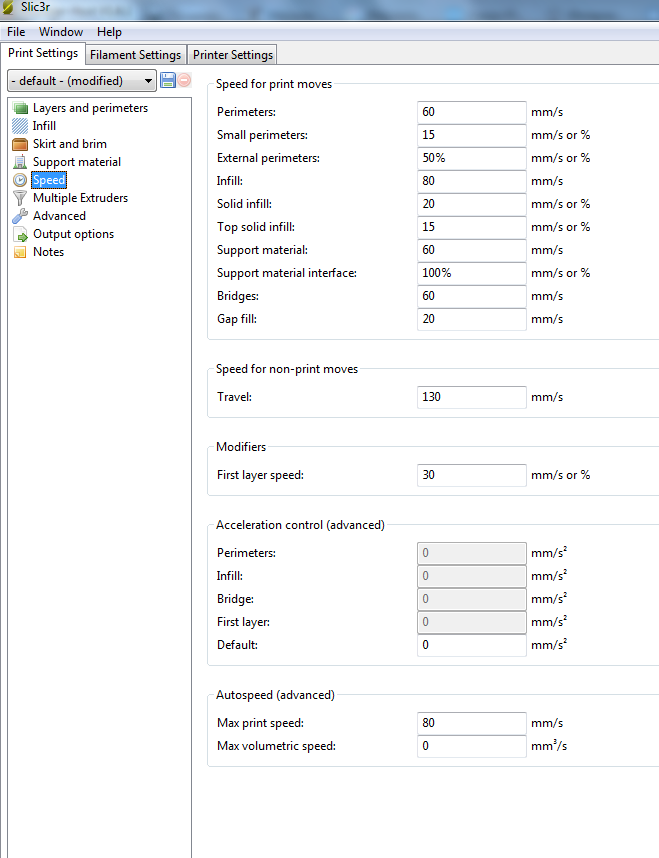 Slic3r
File Window Help
Print Settings Filament Settings Printer Settings
- default - (modified)
Layers and perimeters
Infill
Skirt and brim
Support material
Speed
Multiple Extruders
Advanced
Output options
Notes
Speed for print moves
Perimeters: 60 mm/s
Small perimeters: 15 mm/s or %
External perimeters: 50% mm/s or %
Infill: 80 mm/s
Solid infill: 20 mm/s or %
Top solid infill: 15 mm/s or %
Support material: 60 mm/s
Support material interface: 100% mm/s or %
Bridges: 60 mm/s
Gap fill: 20 mm/s
Speed for non-print moves
Travel: 130 mm/s
Modifiers
First layer speed: 30 mm/s or %
Acceleration control (advanced)
Perimeters: 0 mm/s²
Infill: 0 mm/s²
Bridge: 0 mm/s²
First layer: 0 mm/s²
Default: 0 mm/s²
Autospeed (advanced)
Max print speed: 80 mm/s
Max volumetric speed: 0 mm³/s